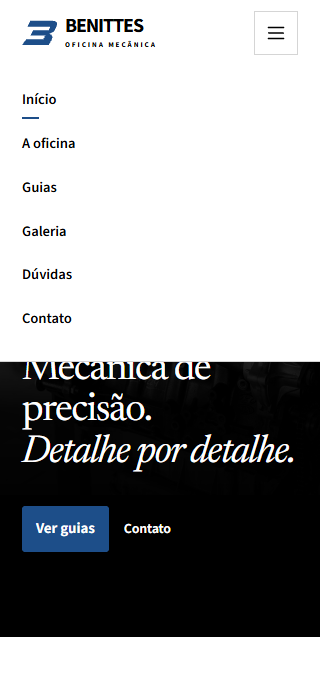 BENITTES
OFICINA MECÂNICA
Início
A oficina
Guias
Galeria
Dúvidas
Contato
Mecânica de
precisão.
Detalhe por detalhe.
Ver guias
Contato